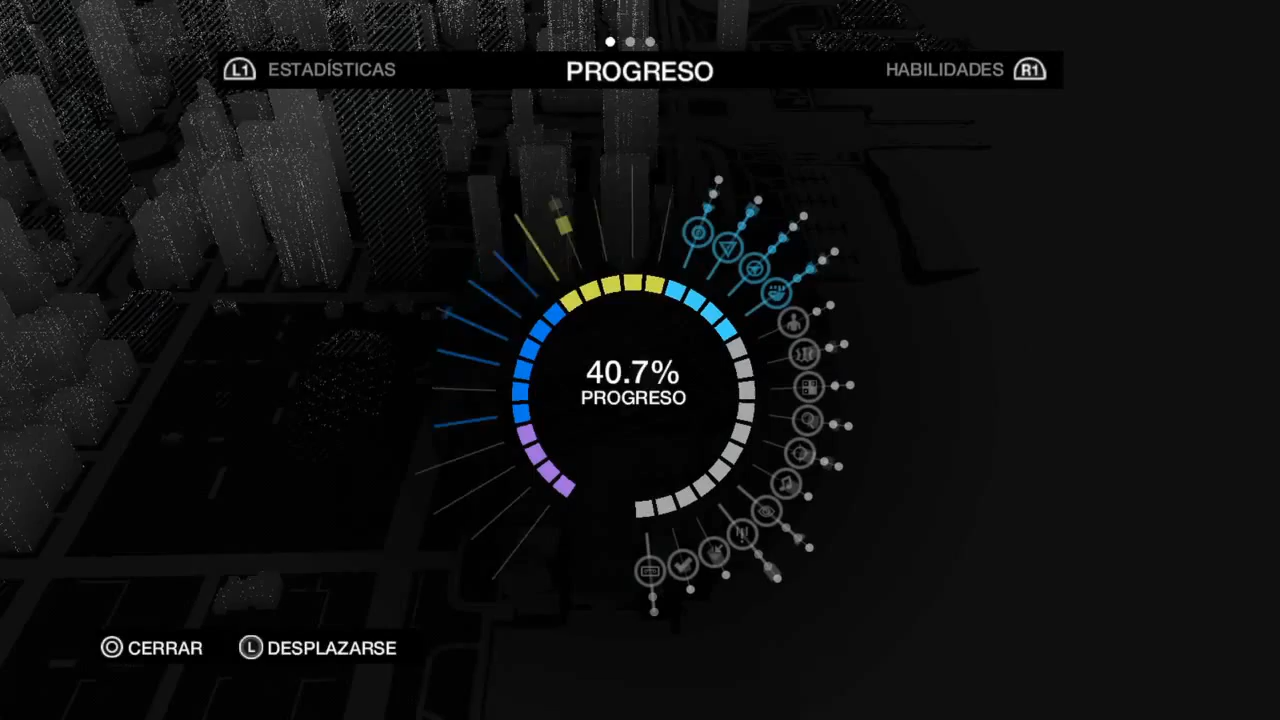 L1 ESTADÍSTICAS
PROGRESO
HABILIDADES R1
40.7%
PROGRESO
CERRAR
L DESPLAZARSE